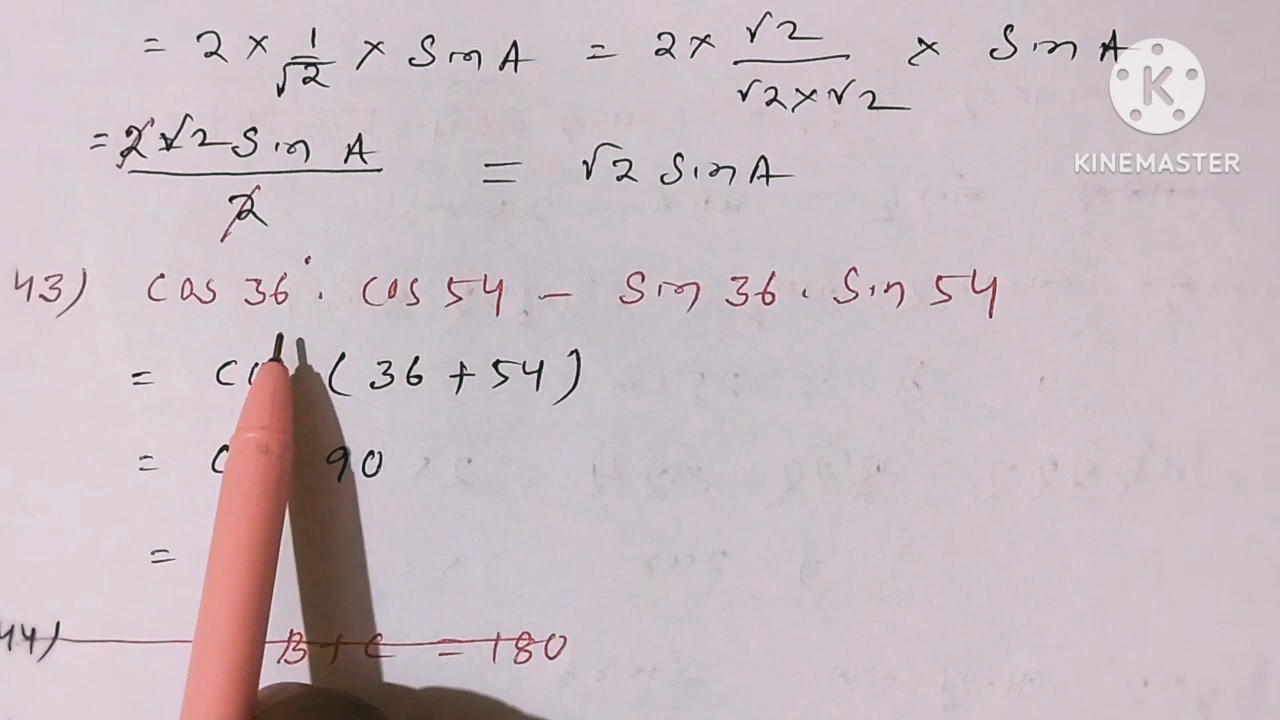 = 2 × 1/√2 × Sin A = 2 × √2/√2×√2 × Sin A
= 2√2 Sin A/2 = √2 Sin A
KINEMASTER
43) cos 36° . cos 54 - Sin 36 . Sin 54
= (36 + 54)
= 90
=
44) B + C = 180